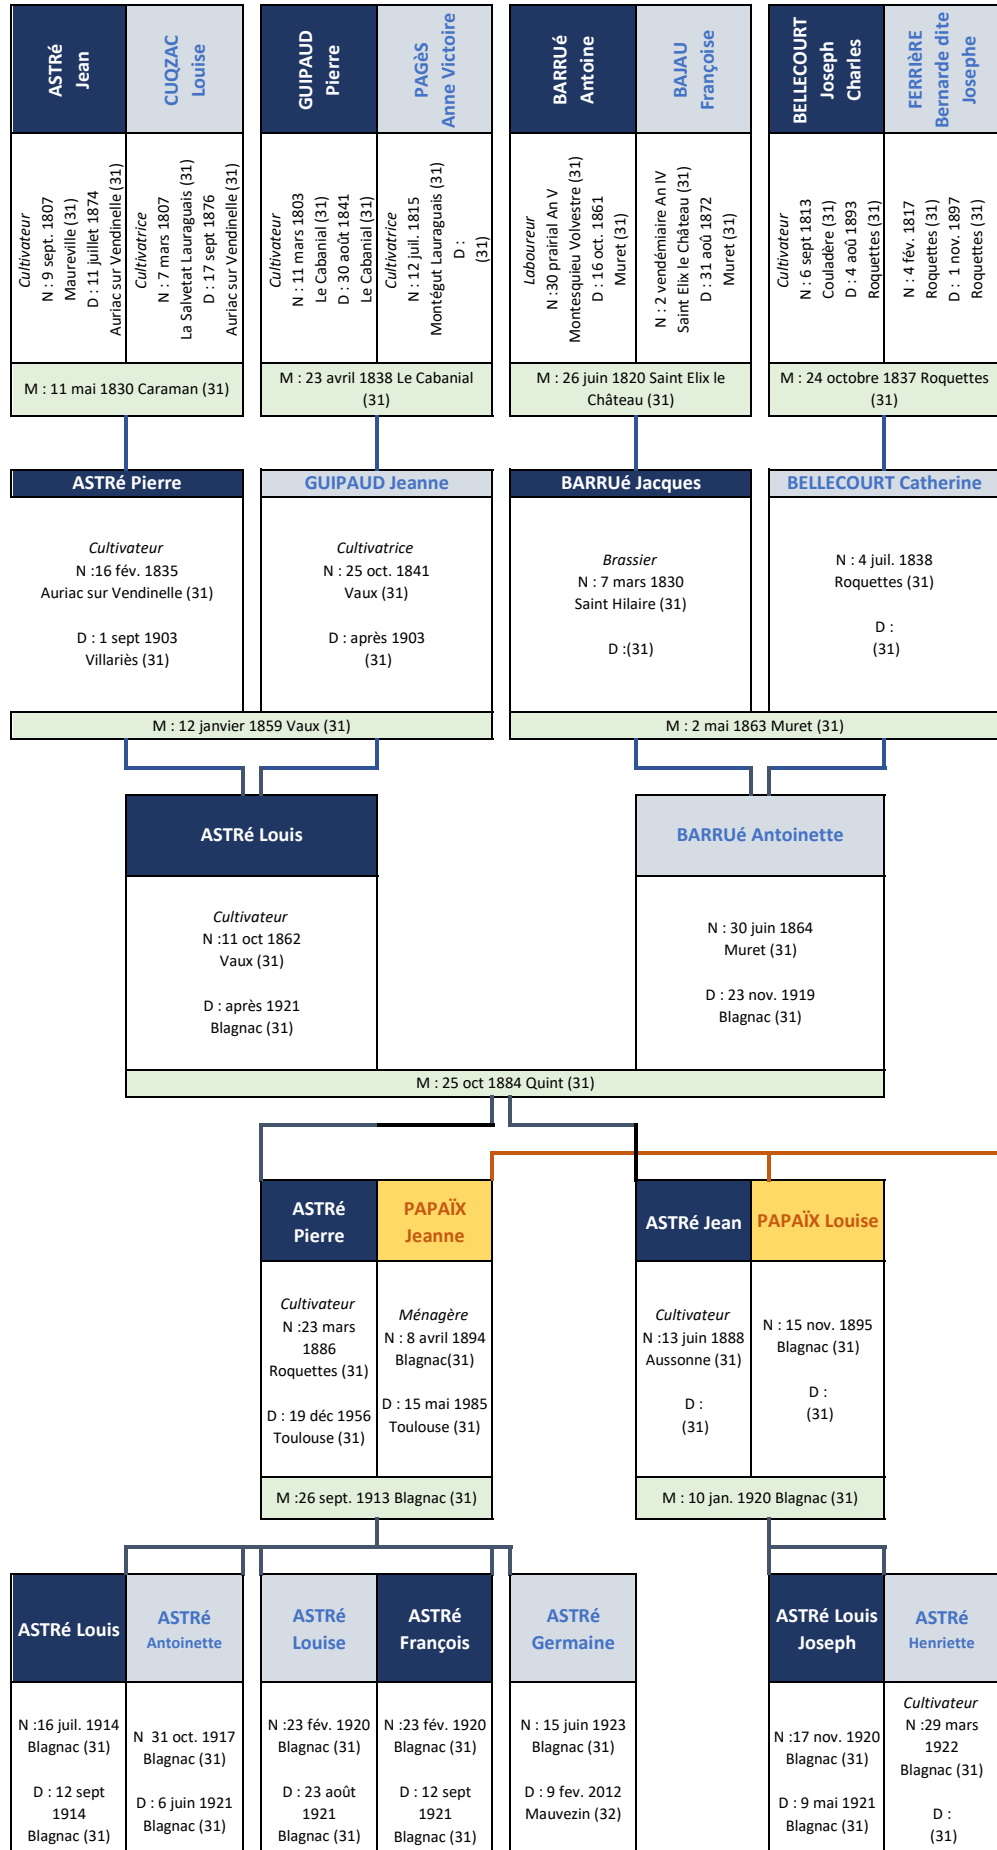 ASTRé
Jean
CUQZAC
Louise
GUIPAUD
Pierre
PAGèS
Anne Victoire
BARRUé
Antoine
BAJAU
Françoise
BELLECOURT
Joseph
Charles
FERRIèRE
Bernarde dite
Josephe
Cultivateur
N : 9 sept. 1807
Maureville (31)
D : 11 juillet 1874
Auriac sur Vendinelle (31)
Cultivatrice
N : 7 mars 1807
La Salvetat Lauraguais (31)
D : 17 sept 1876
Auriac sur Vendinelle (31)
Cultivateur
N : 11 mars 1803
Le Cabanial (31)
D : 30 août 1841
Le Cabanial (31)
Cultivatrice
N : 12 juil. 1815
Montégut Lauraguais (31)
D :
(31)
Laboureur
N :30 prairial An V
Montesquieu Volvestre (31)
D : 16 oct. 1861
Muret (31)
N : 2 vendémiaire An IV
Saint Elix le Château (31)
D : 31 aoû 1872
Muret (31)
Cultivateur
N : 6 sept 1813
Couladère (31)
D : 4 aoû 1893
Roquettes (31)
N : 4 fév. 1817
Roquettes (31)
D : 1 nov. 1897
Roquettes (31)
M : 11 mai 1830 Caraman (31)
M : 23 avril 1838 Le Cabanial
(31)
M : 26 juin 1820 Saint Elix le
Château (31)
M : 24 octobre 1837 Roquettes
(31)
ASTRé Pierre
GUIPAUD Jeanne
BARRUé Jacques
BELLECOURT Catherine
Cultivateur
N :16 fév. 1835
Auriac sur Vendinelle (31)
D : 1 sept 1903
Villariès (31)
Cultivatrice
N : 25 oct. 1841
Vaux (31)
D : après 1903
(31)
Brassier
N : 7 mars 1830
Saint Hilaire (31)
D :(31)
N : 4 juil. 1838
Roquettes (31)
D :
(31)
M : 12 janvier 1859 Vaux (31)
M : 2 mai 1863 Muret (31)
ASTRé Louis
BARRUé Antoinette
Cultivateur
N :11 oct 1862
Vaux (31)
D : après 1921
Blagnac (31)
N : 30 juin 1864
Muret (31)
D : 23 nov. 1919
Blagnac (31)
M : 25 oct 1884 Quint (31)
ASTRé
Pierre
PAPAÏX
Jeanne
ASTRé Jean
PAPAÏX Louise
Cultivateur
N :23 mars
1886
Roquettes (31)
D : 19 déc 1956
Toulouse (31)
Ménagère
N : 8 avril 1894
Blagnac(31)
D : 15 mai 1985
Toulouse (31)
Cultivateur
N :13 juin 1888
Aussonne (31)
D :
(31)
N : 15 nov. 1895
Blagnac (31)
D :
(31)
M :26 sept. 1913 Blagnac (31)
M : 10 jan. 1920 Blagnac (31)
ASTRé Louis
ASTRé
Antoinette
ASTRé
Louise
ASTRé
François
ASTRé
Germaine
ASTRé Louis
Joseph
ASTRé
Henriette
N :16 juil. 1914
Blagnac (31)
D : 12 sept
1914
Blagnac (31)
N  31 oct. 1917
Blagnac (31)
D : 6 juin 1921
Blagnac (31)
N :23 fév. 1920
Blagnac (31)
D : 23 août
1921
Blagnac (31)
N :23 fév. 1920
Blagnac (31)
D : 12 sept
1921
Blagnac (31)
N : 15 juin 1923
Blagnac (31)
D : 9 fev. 2012
Mauvezin (32)
N :17 nov. 1920
Blagnac (31)
D : 9 mai 1921
Blagnac (31)
Cultivateur
N :29 mars
1922
Blagnac (31)
D :
(31)